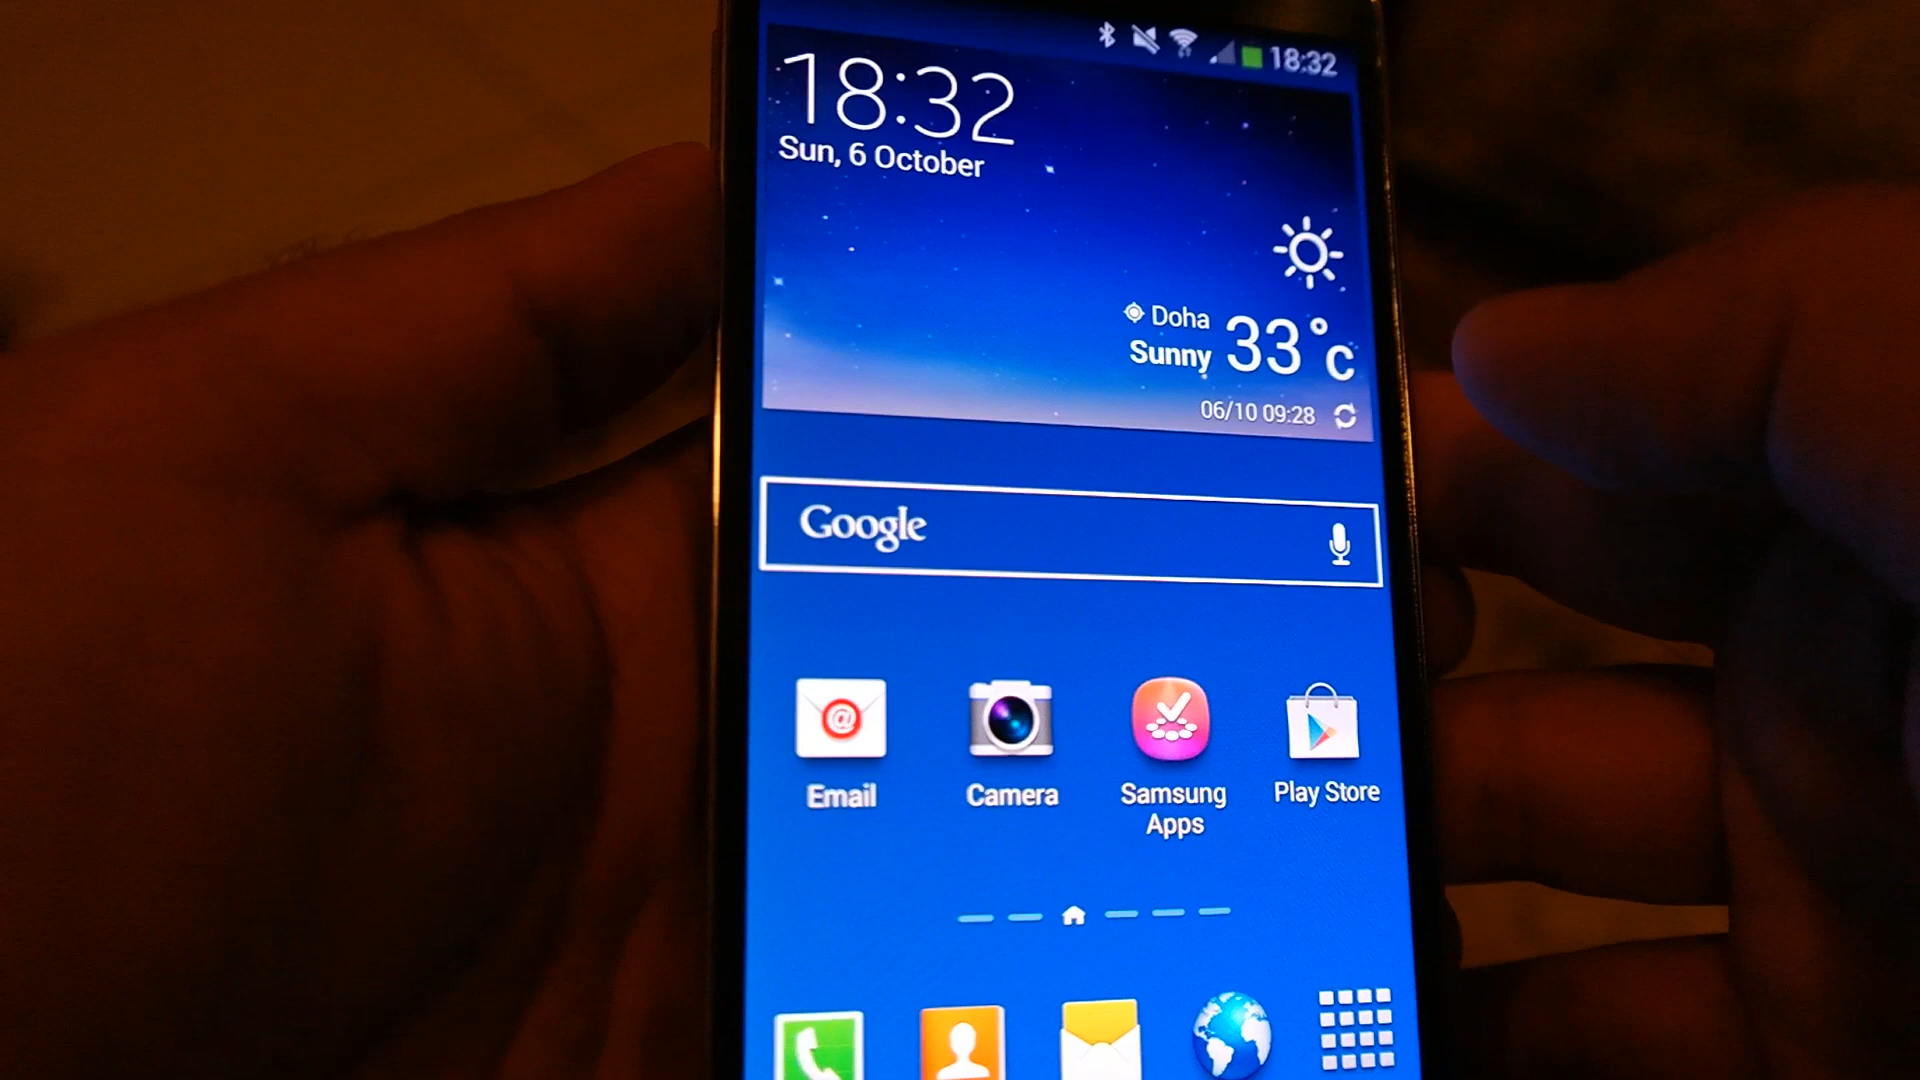 18:32
18:32
Sun, 6 October
Doha
Sunny 33°c
06/10 09:28
Google
@
Email
Camera
Samsung
Apps
Play Store